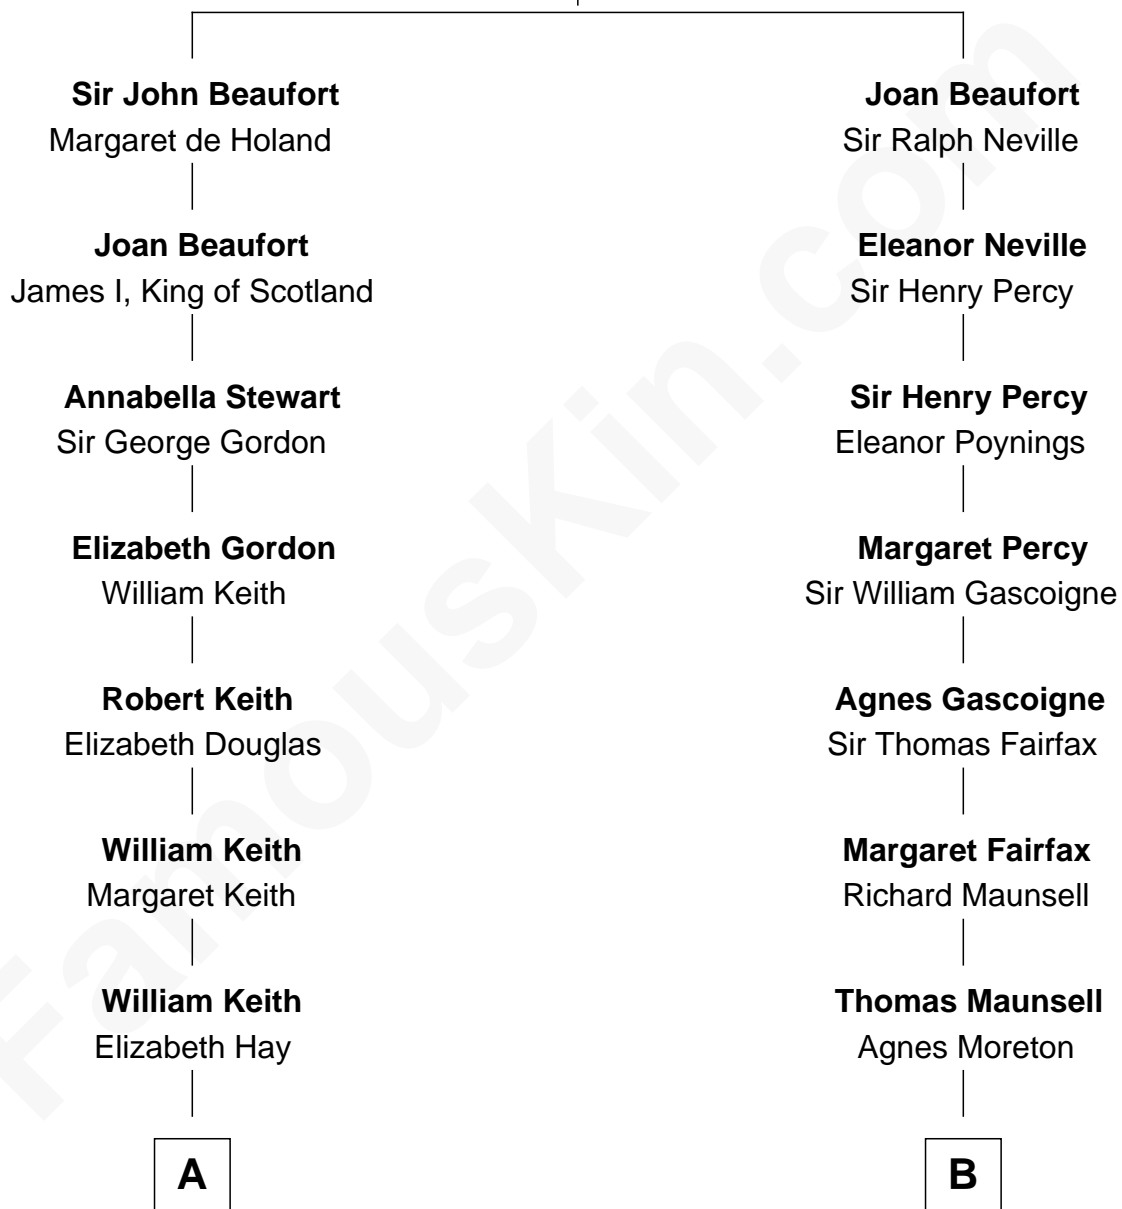 Sir John Beaufort
Margaret de Holand
Joan Beaufort
James I, King of Scotland
Annabella Stewart
Sir George Gordon
Elizabeth Gordon
William Keith
Robert Keith
Elizabeth Douglas
William Keith
Margaret Keith
William Keith
Elizabeth Hay
A
Joan Beaufort
Sir Ralph Neville
Eleanor Neville
Sir Henry Percy
Sir Henry Percy
Eleanor Poynings
Margaret Percy
Sir William Gascoigne
Agnes Gascoigne
Sir Thomas Fairfax
Margaret Fairfax
Richard Maunsell
Thomas Maunsell
Agnes Moreton
B
FamousKin.com